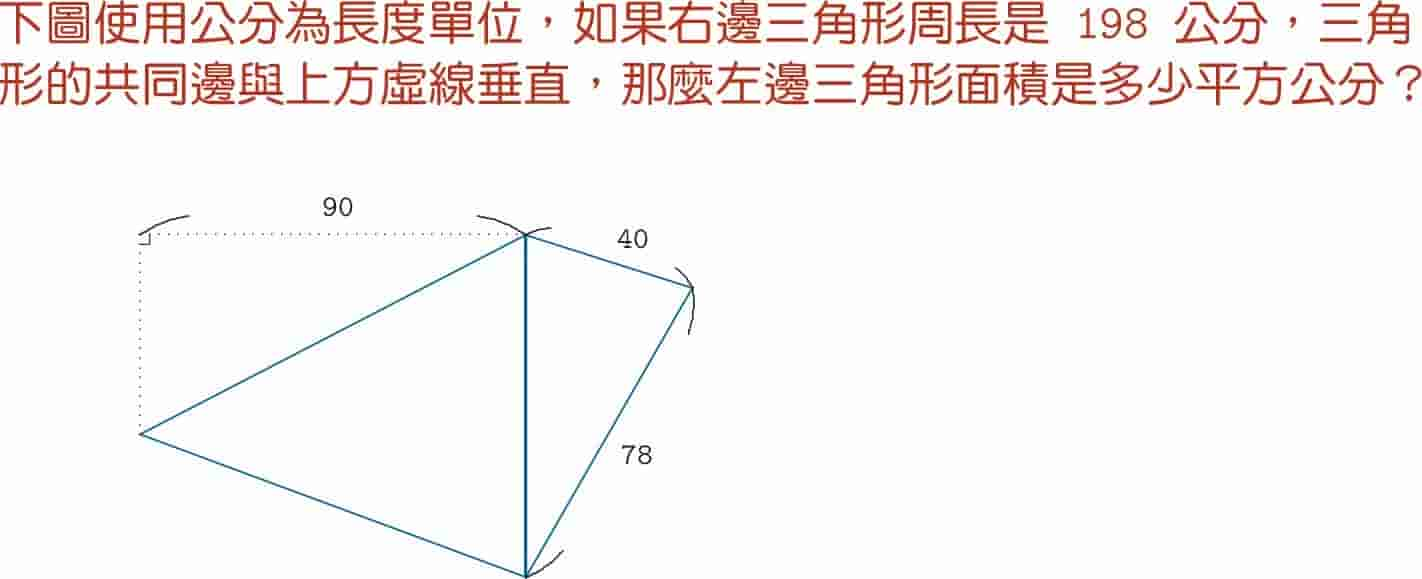 下圖使用公分為長度單位，如果右邊三角形周長是 198 公分，三角
形的共同邊與上方虛線垂直，那麼左邊三角形面積是多少平方公分？
90
40
78